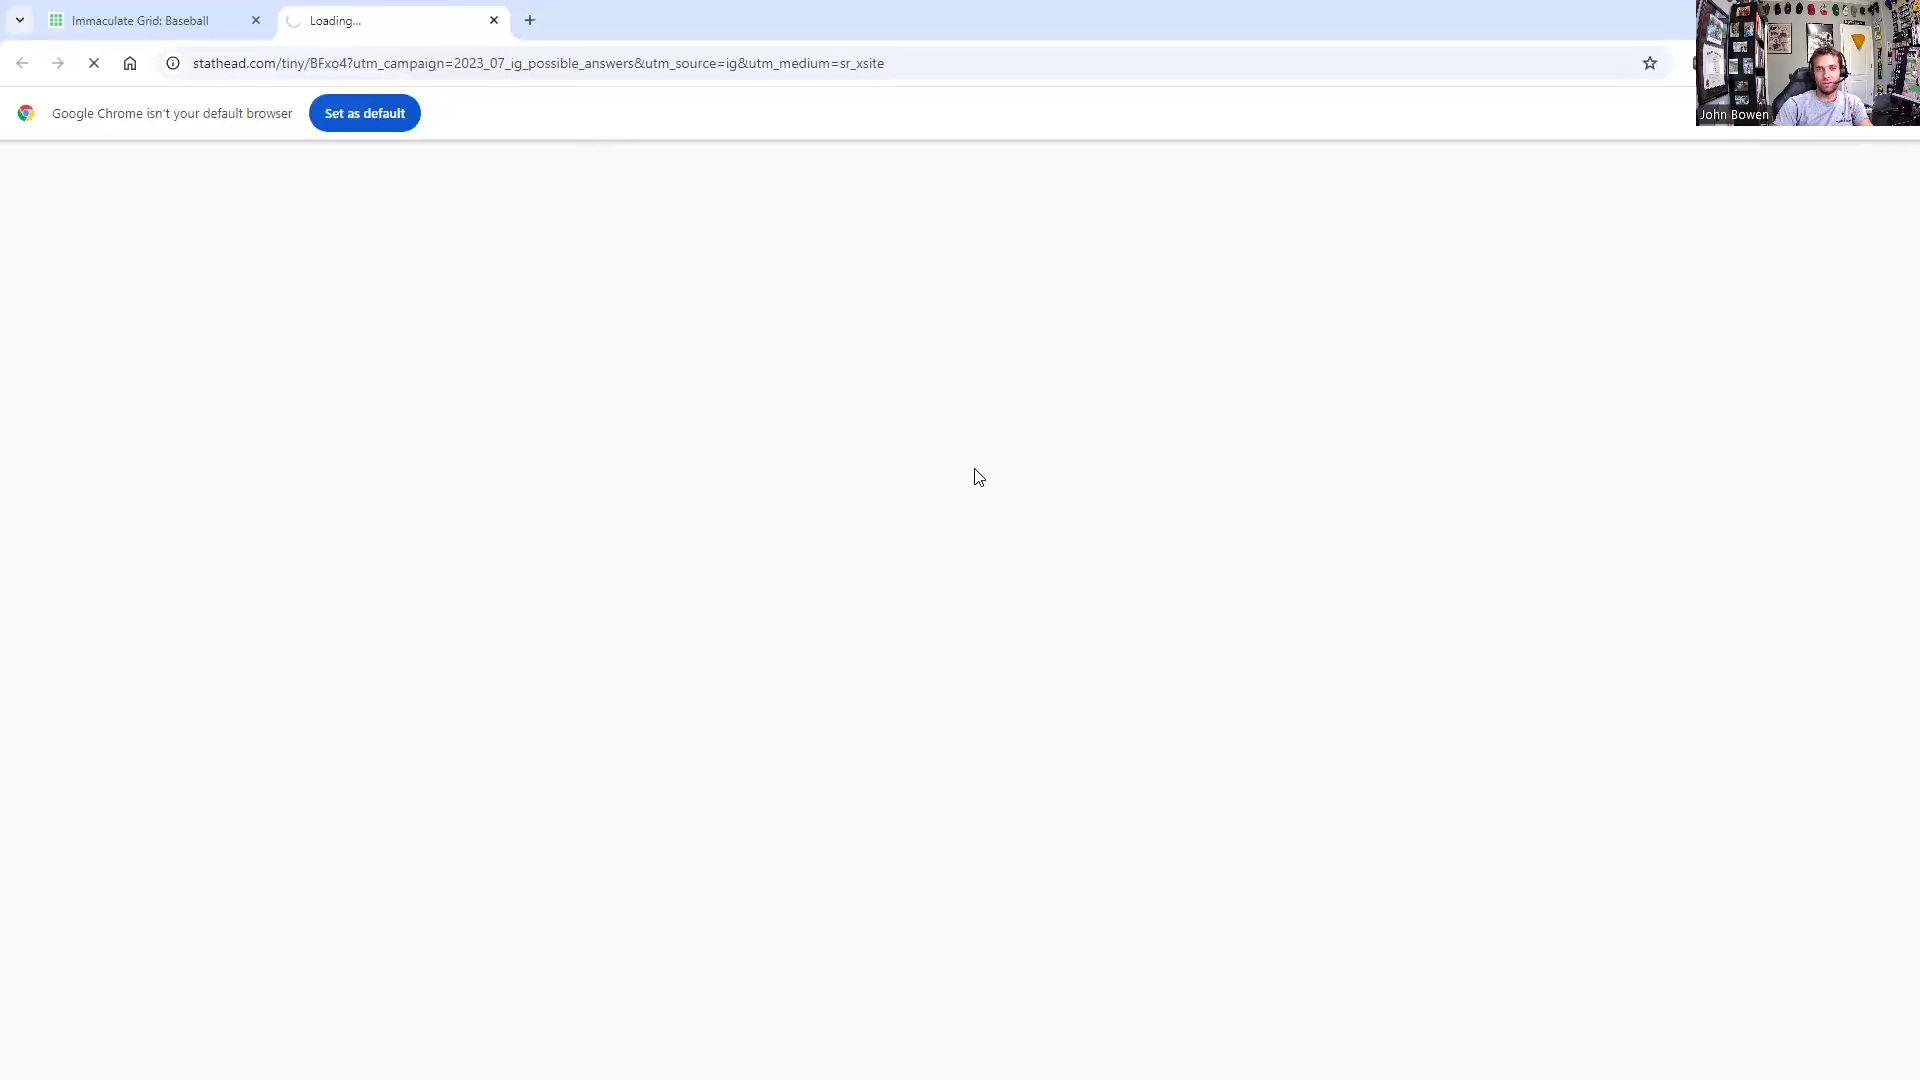 Immaculate Grid: Baseball
Loading...
stathead.com/tiny/BFxo4?utm_campaign=2023_07_ig_possible_answers&utm_source=ig&utm_medium=sr_xsite
Google Chrome isn't your default browser
Set as default
John Bowen